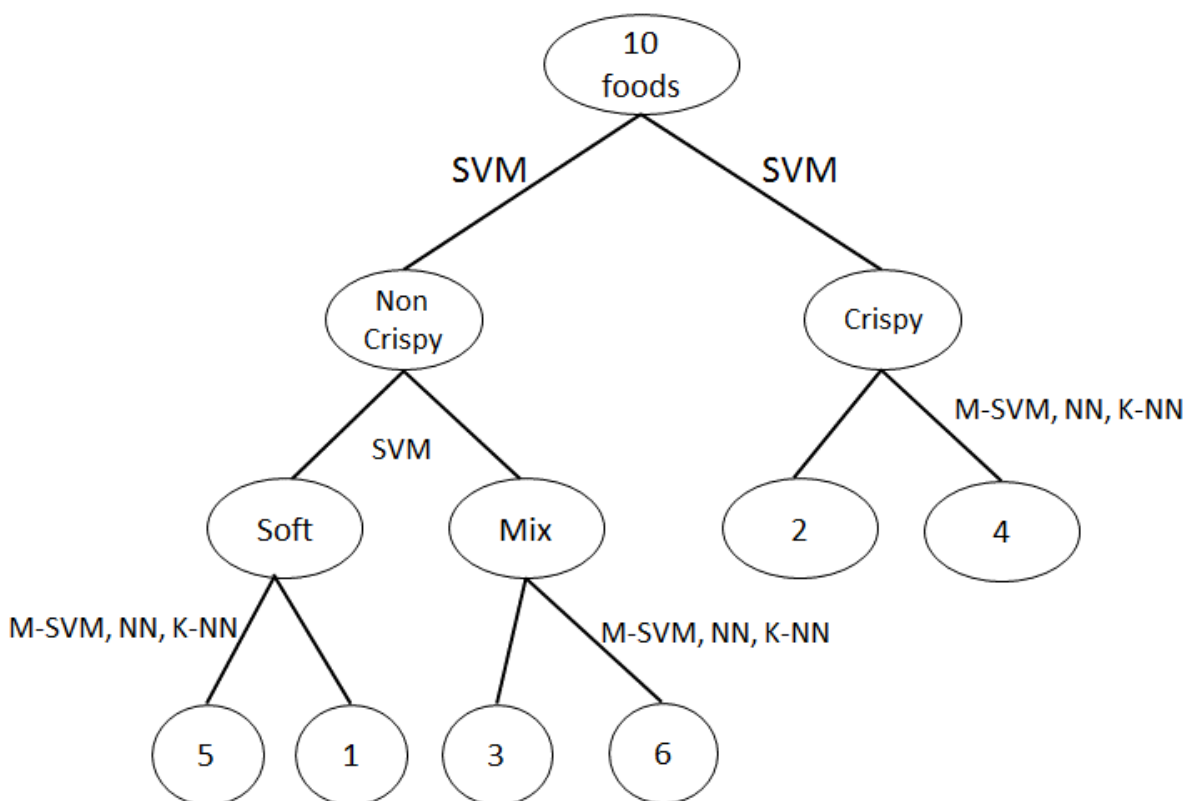 10
foods
SVM
SVM
Non
Crispy
Crispy
M-SVM, NN, K-NN
SVM
Soft
Mix
2
4
M-SVM, NN, K-NN
M-SVM, NN, K-NN
5
1
3
6